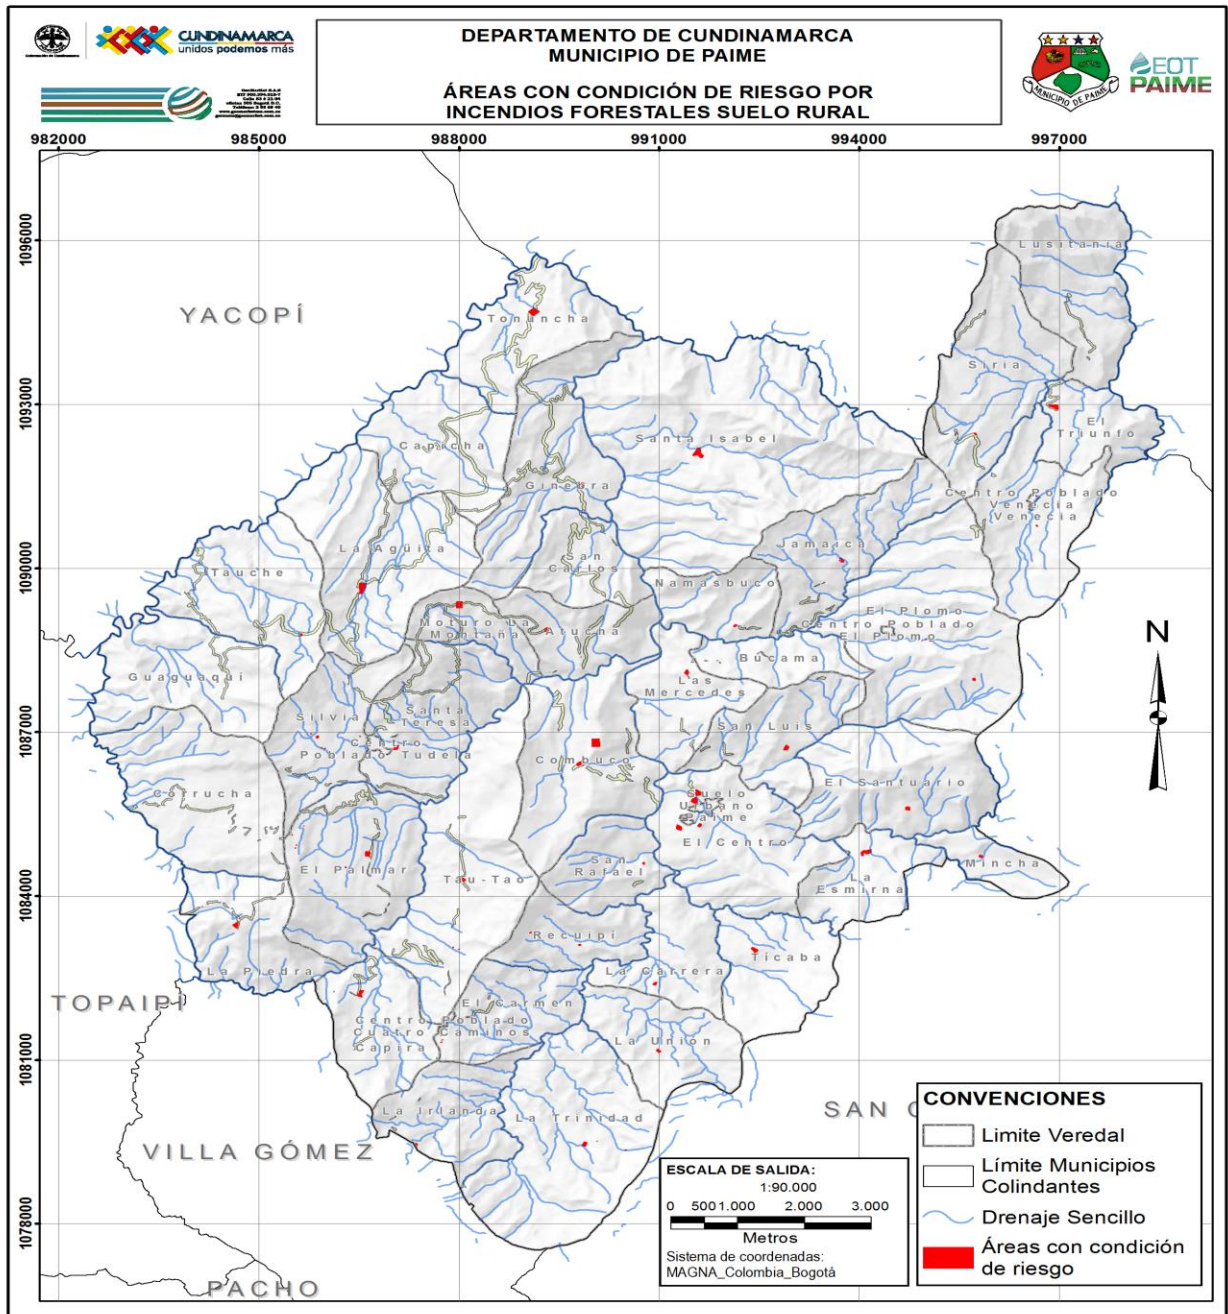 CUNDINAMARCA
unidos podemos más
DEPARTAMENTO DE CUNDINAMARCA
MUNICIPIO DE PAIME
ÁREAS CON CONDICIÓN DE RIESGO POR
INCENDIOS FORESTALES SUELO RURAL
MUNICIPIO DE PAIME
EOT
PAIME
982000 985000 988000 991000 994000 997000
1096000
1093000
1090000
1087000
1084000
1081000
1078000
YACOPÍ
Lusitania
Tonuncha
Siria
El
Triunfo
Santa Isabel
Capicha
Ginebra
Centro Poblado
Venecia
Venecia
La Agüita
San
Carlos
Jamaica
Tauche
Namasbuco
El Plomo
Centro Poblado
El Plomo
Moturo La
Montaña
Atucha
Búcama
N
Guaguaquí
Las
Mercedes
Silvia
Santa
Teresa
San Luis
Centro
Poblado Tudela
Combuco
Corrucha
El Santuario
Suelo
Urbano
Paime
El Centro
San
Rafael
El Palmar
Tau-Tao
Mincha
La
Esmirna
Recuipí
Ticaba
La Piedra
La Carrera
TOPAIPÍ
El Carmen
Centro Poblado
Cuatro Caminos
Capira
La Unión
La Irlanda
La Trinidad
SAN C
VILLA GÓMEZ
PACHO
ESCALA DE SALIDA:
1:90.000
0 500 1.000 2.000 3.000
Metros
Sistema de coordenadas:
MAGNA_Colombia_Bogotá
CONVENCIONES
Limite Veredal
Límite Municipios
Colindantes
Drenaje Sencillo
Áreas con condición
de riesgo